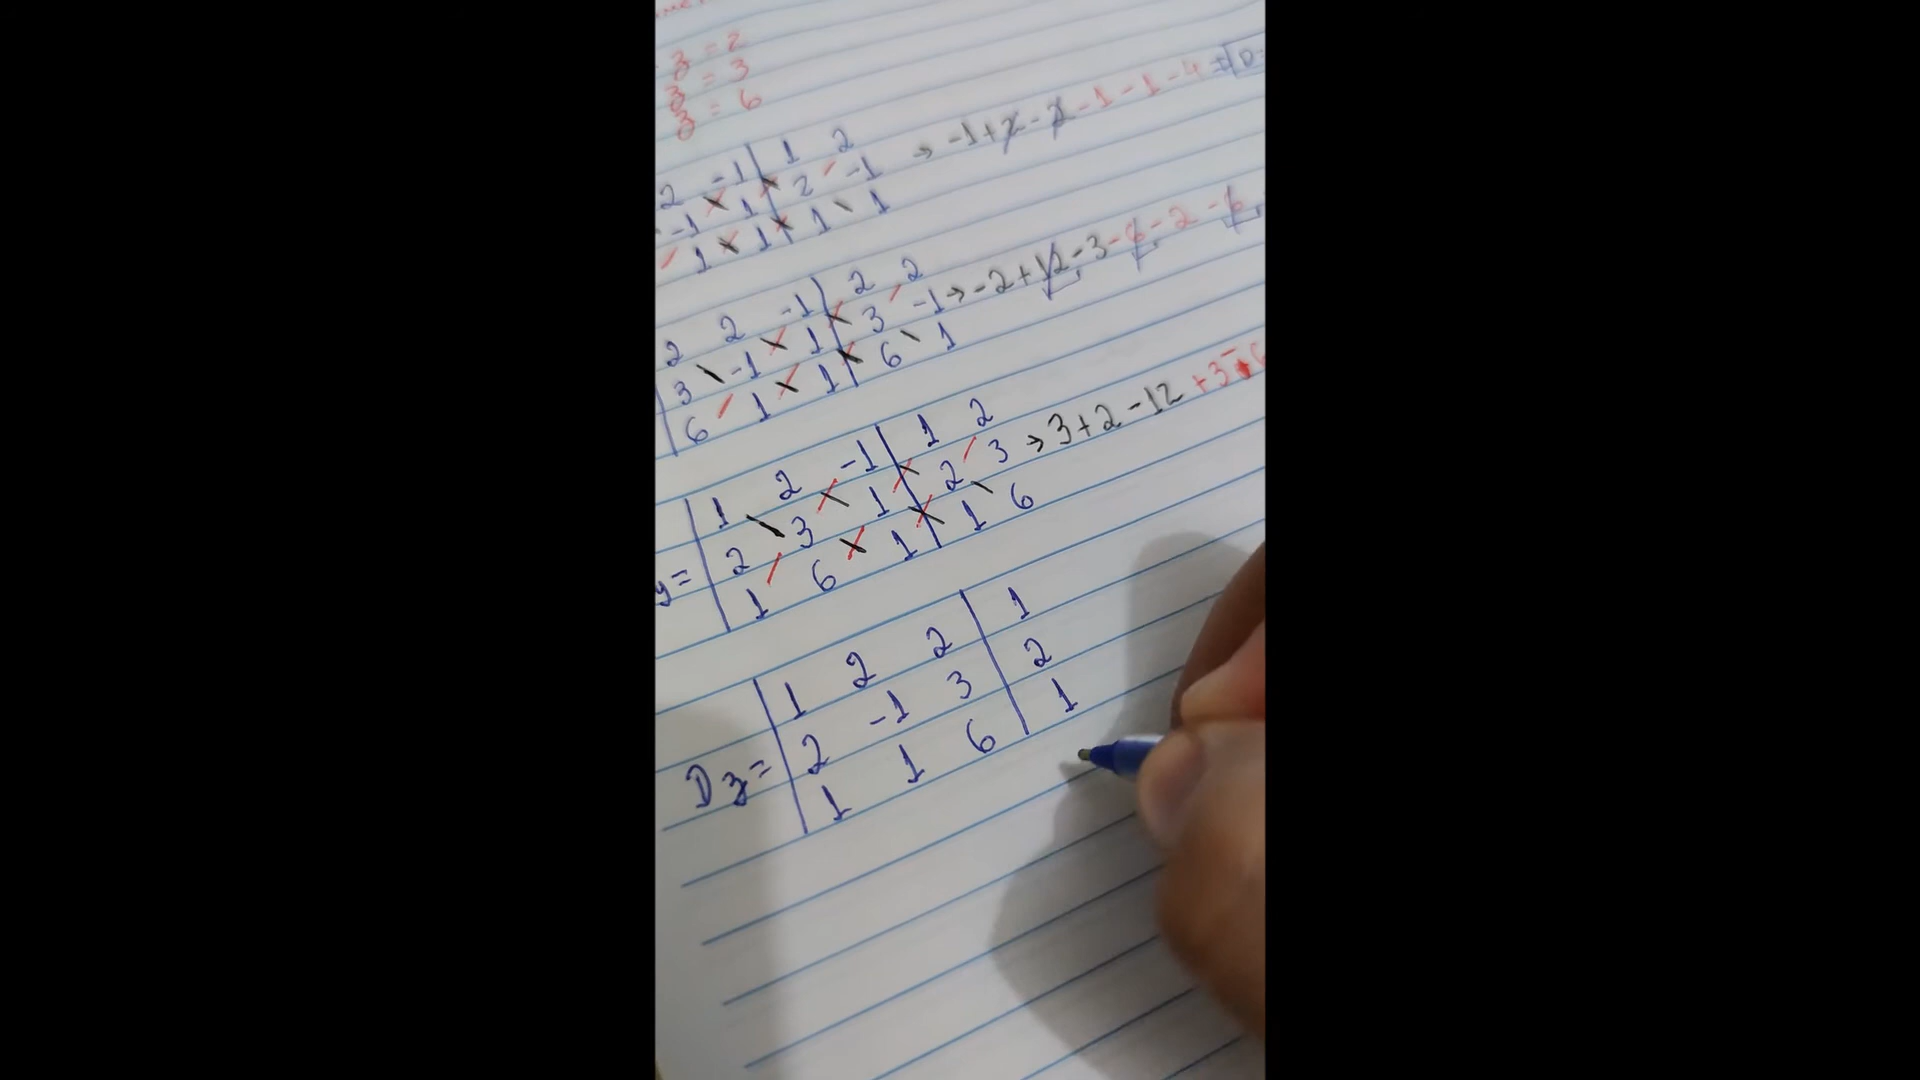 z = 2
z = 3
z = 6
2 -1 | 1 2
-1 1 | 2 -1 → -1+2-2-1-1-4 = D
1 1 | 1 1
2 2 -1 | 2 2
3 -1 1 | 3 -1 → -2+12-3-6-2-6
6 1 1 | 6 1
1 2 -1 | 1 2
y = | 2 3 1 | 2 3 → 3+2-12+3-6
1 6 1 | 1 6
1 2 2 | 1
Dz = | 2 -1 3 | 2
1 1 6 | 1